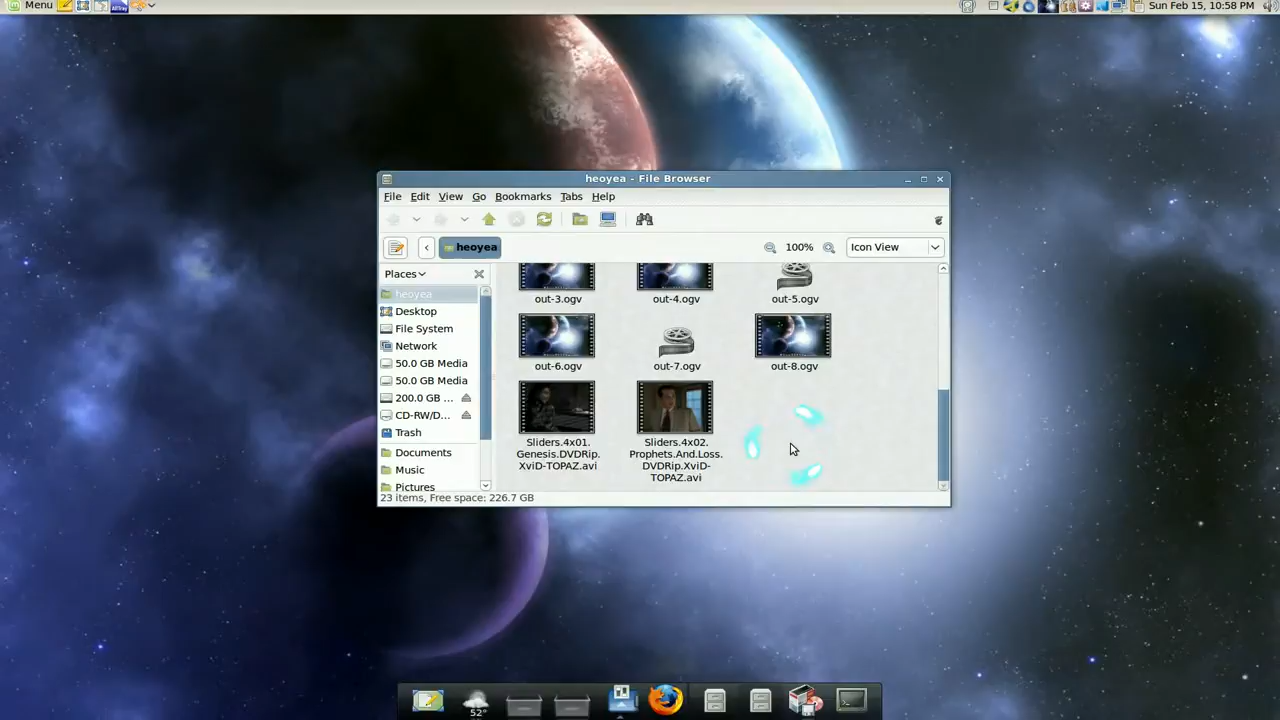 Menu
AllTray
Sun Feb 15, 10:58 PM
heoyea - File Browser
File Edit View Go Bookmarks Tabs Help
heoyea 100% Icon View
Places
heoyea
Desktop
File System
Network
50.0 GB Media
50.0 GB Media
200.0 GB ...
CD-RW/D...
Trash
Documents
Music
Pictures
out-3.ogv out-4.ogv out-5.ogv
out-6.ogv out-7.ogv out-8.ogv
Sliders.4x01.
Genesis.DVDRip.
XviD-TOPAZ.avi
Sliders.4x02.
Prophets.And.Loss.
DVDRip.XviD-
TOPAZ.avi
23 items, Free space: 226.7 GB
52°